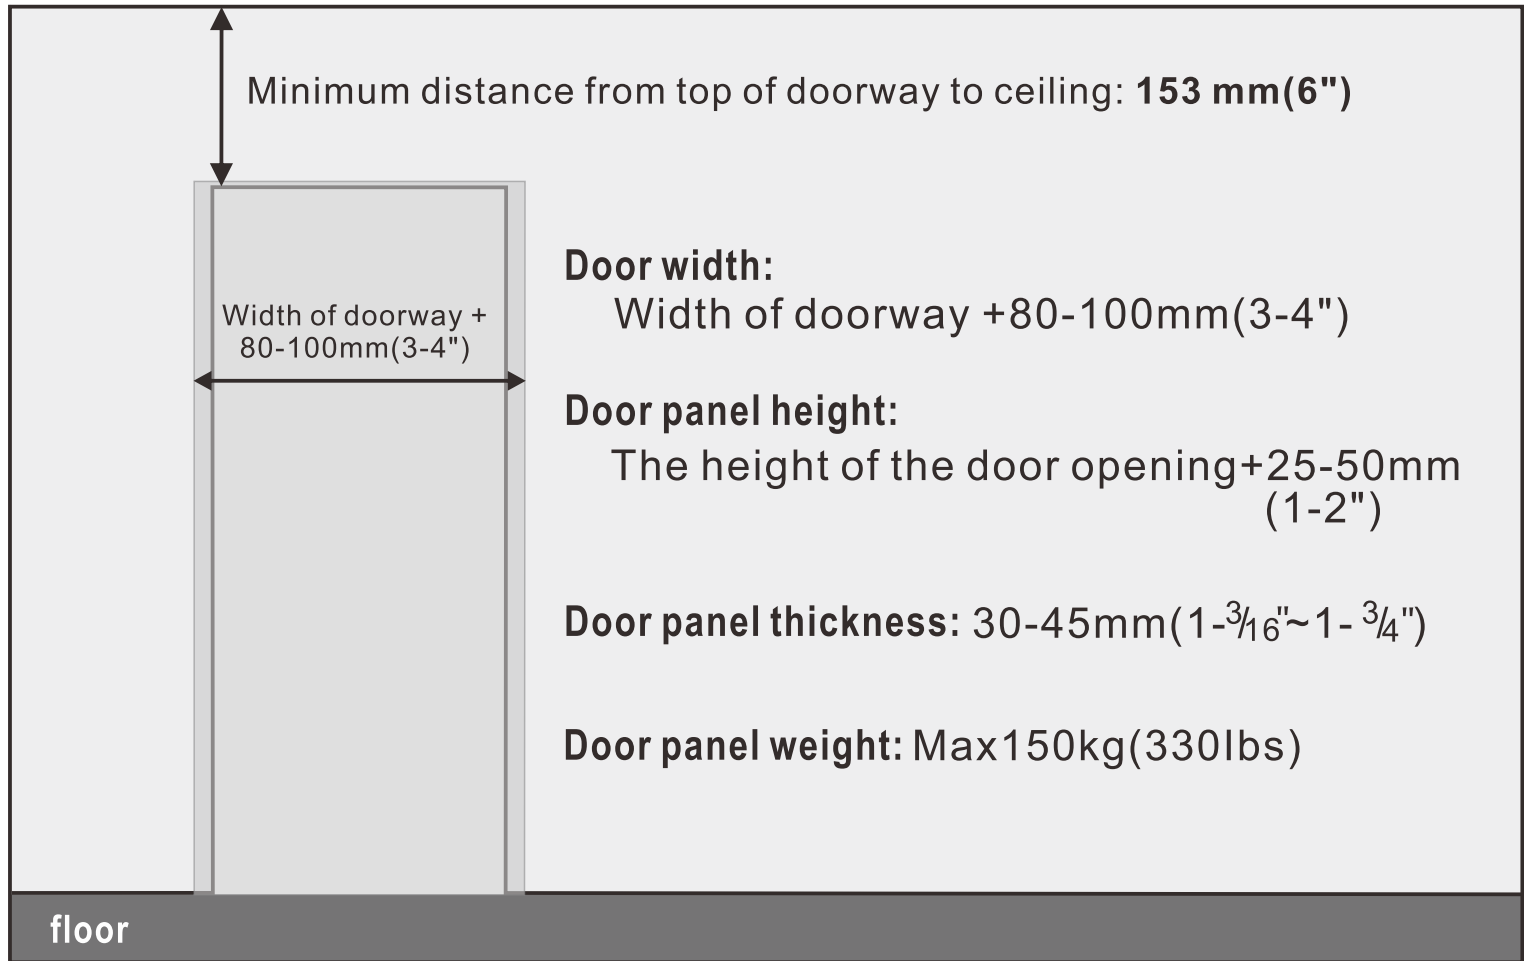 Minimum distance from top of doorway to ceiling: 153 mm(6")
Width of doorway +
80-100mm(3-4")
Door width:
Width of doorway +80-100mm(3-4")
Door panel height:
The height of the door opening+25-50mm
(1-2")
Door panel thickness: 30-45mm(1-3/16"~1- 3/4")
Door panel weight: Max150kg(330lbs)
floor